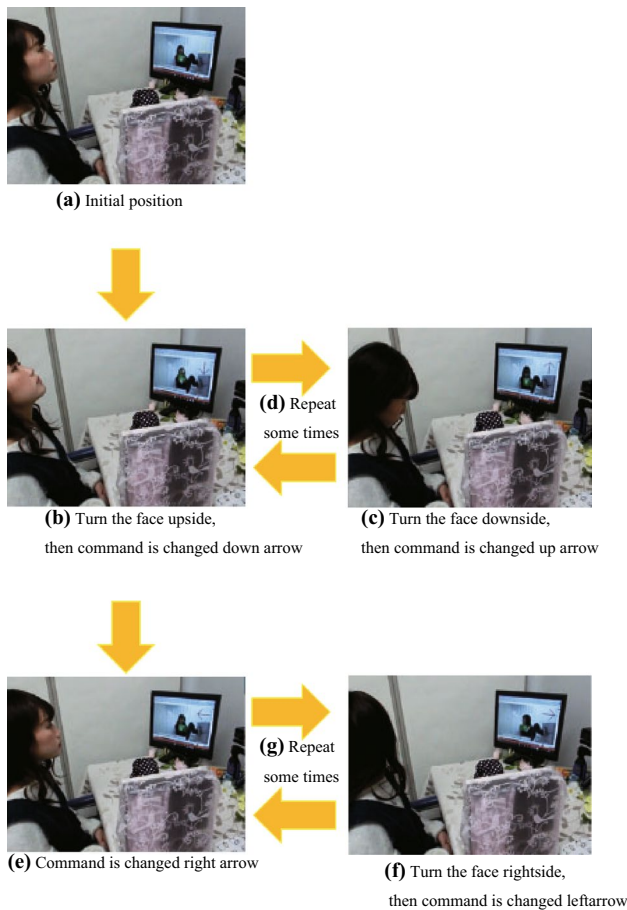 (a) Initial position
(d) Repeat
some times
(b) Turn the face upside,
then command is changed down arrow
(c) Turn the face downside,
then command is changed up arrow
(g) Repeat
some times
(e) Command is changed right arrow
(f) Turn the face rightside,
then command is changed leftarrow